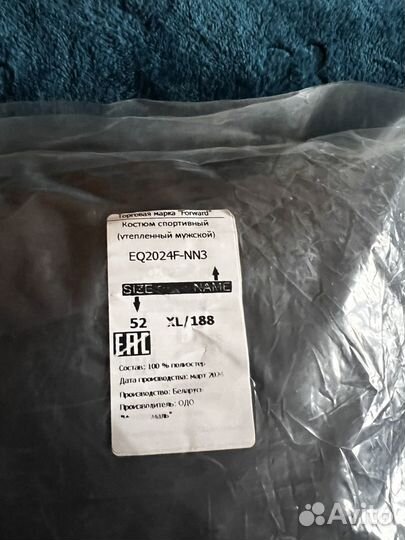 Торговая марка "Forward"
Костюм спортивный
(утепленный мужской)
EQ2024F-NN3
SIZE NAME
52 XL/188
EAC
Состав: 100 % полиэстер
Дата производства: март
Производство: Беларусь
Производитель: ОДО
Avito